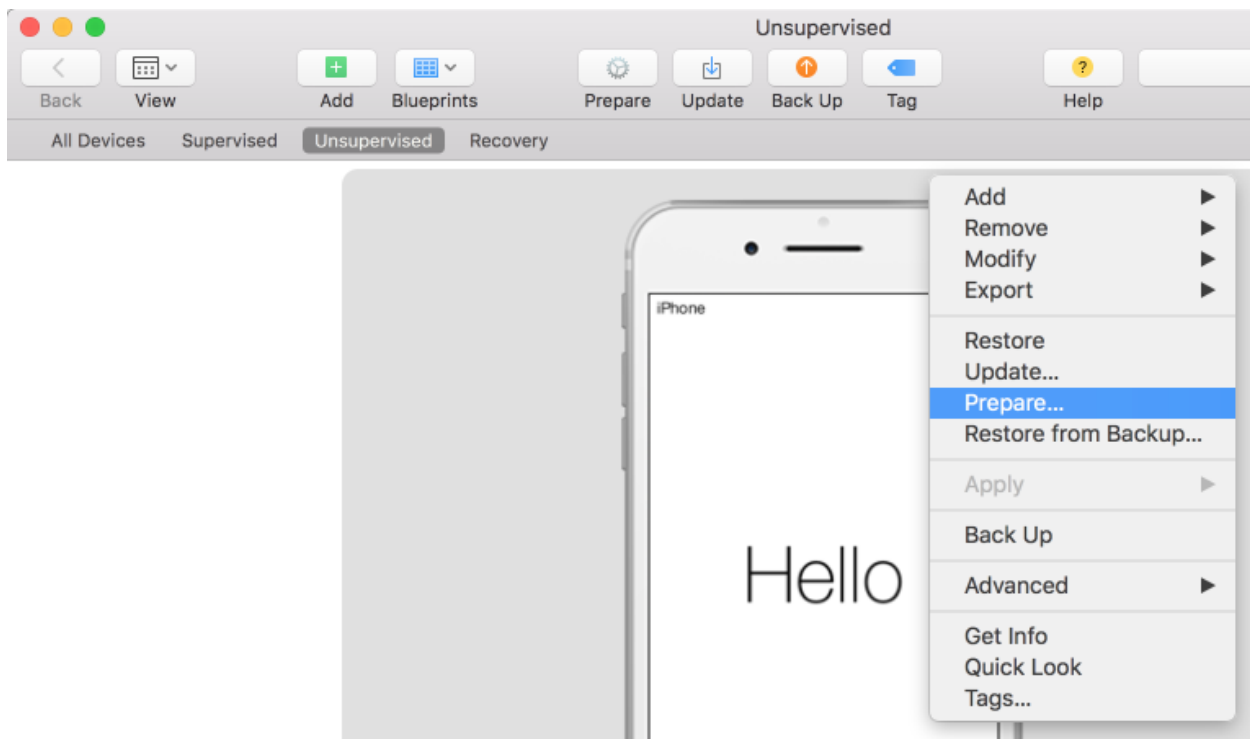 Unsupervised
Back View Add Blueprints Prepare Update Back Up Tag Help
All Devices Supervised Unsupervised Recovery
iPhone
Hello
Add
Remove
Modify
Export
Restore
Update...
Prepare...
Restore from Backup...
Apply
Back Up
Advanced
Get Info
Quick Look
Tags...